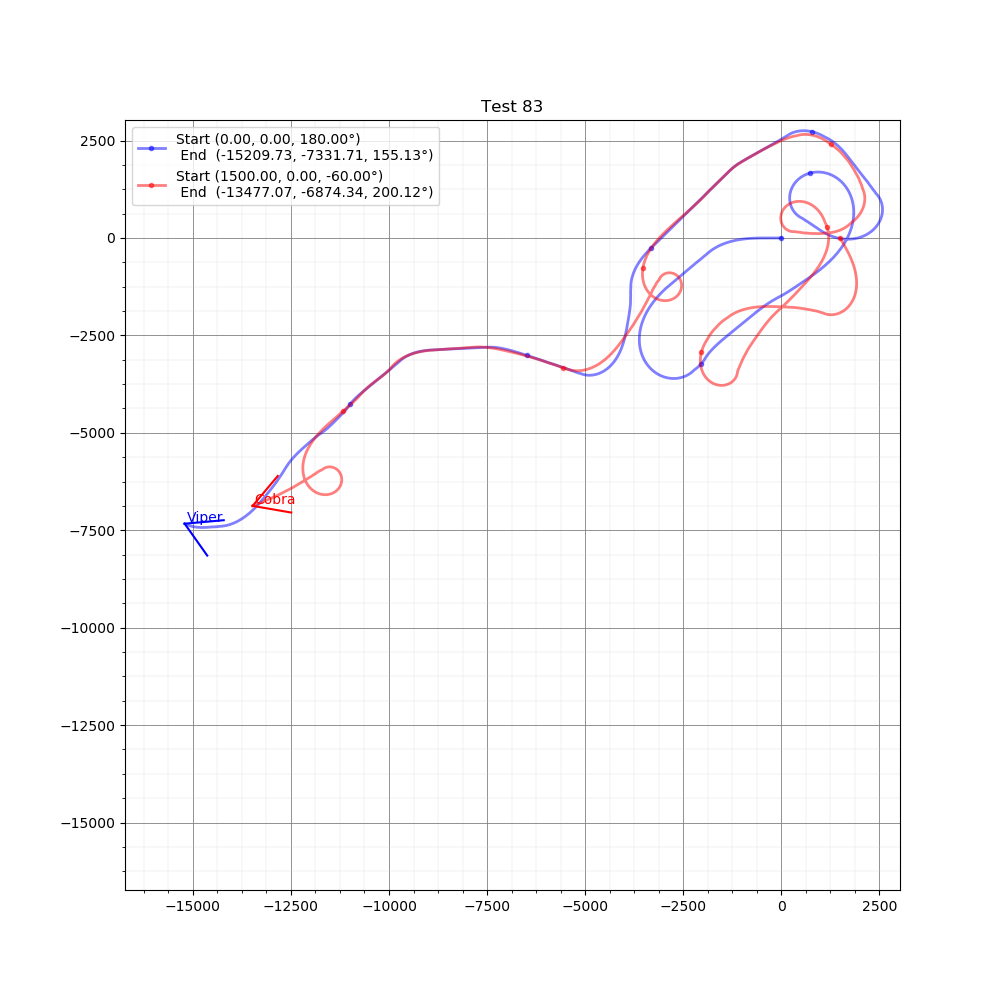 Test 83
Start (0.00, 0.00, 180.00°)
End (-15209.73, -7331.71, 155.13°)
Start (1500.00, 0.00, -60.00°)
End (-13477.07, -6874.34, 200.12°)
2500
0
−2500
−5000
−7500
−10000
−12500
−15000
Cobra
Viper
−15000 −12500 −10000 −7500 −5000 −2500 0 2500